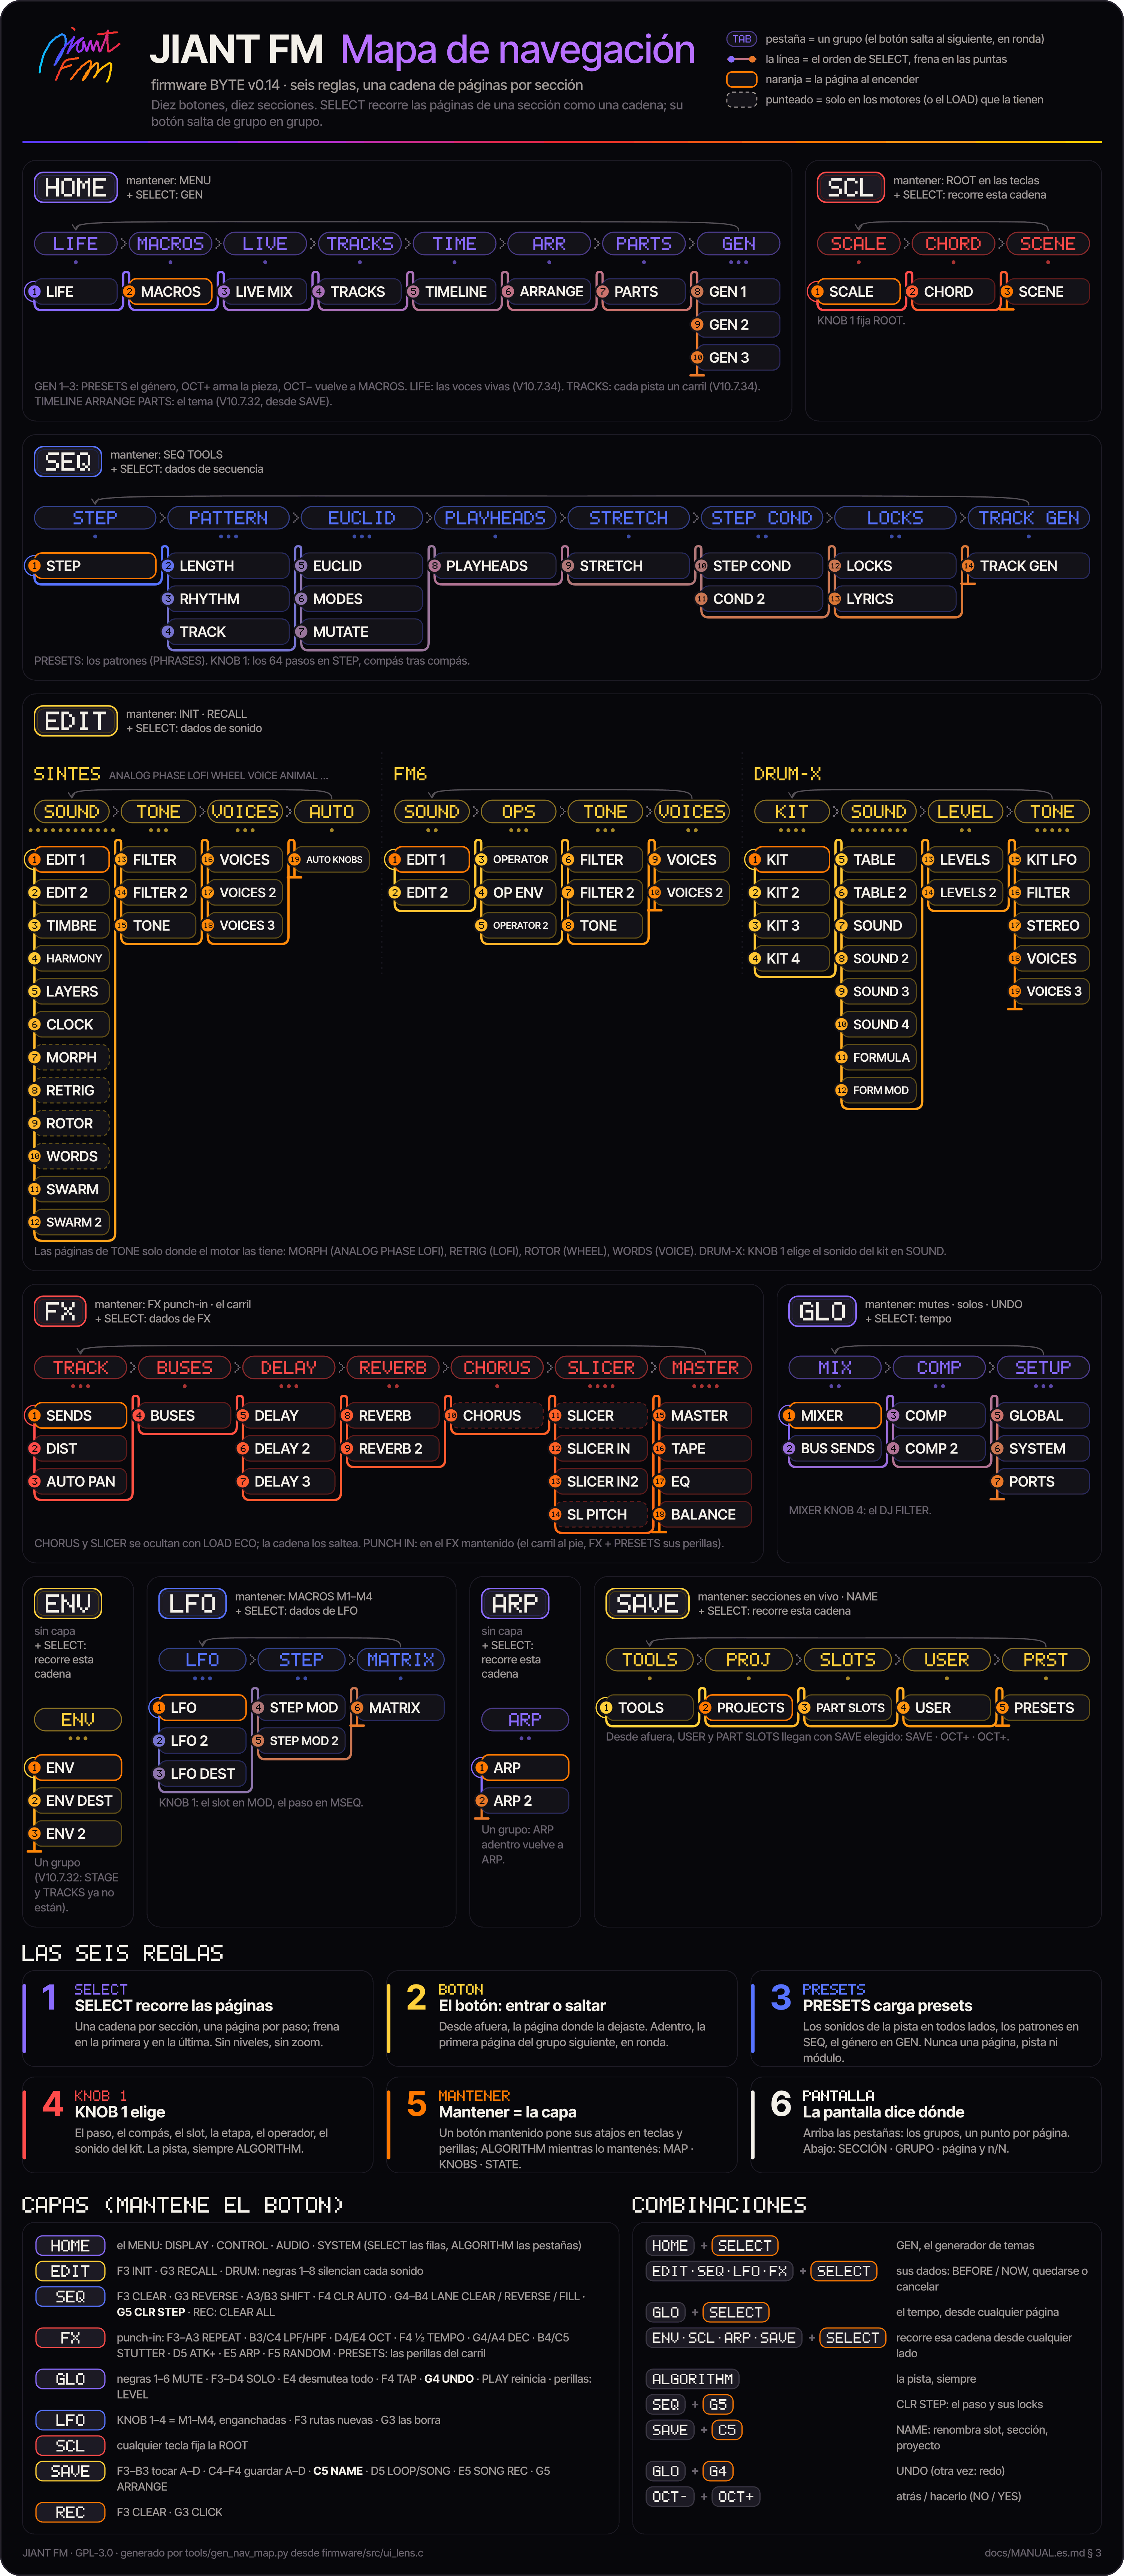 Jiant Fm
JIANT FM Mapa de navegación
firmware BYTE v0.14 · seis reglas, una cadena de páginas por sección
Diez botones, diez secciones. SELECT recorre las páginas de una sección como una cadena; su
botón salta de grupo en grupo.
TAB pestaña = un grupo (el botón salta al siguiente, en ronda)
la línea = el orden de SELECT, frena en las puntas
naranja = la página al encender
punteado = solo en los motores (o el LOAD) que la tienen
HOME
mantener: MENU
+ SELECT: GEN
LIFE > MACROS > LIVE > TRACKS > TIME > ARR > PARTS > GEN
1 LIFE 2 MACROS 3 LIVE MIX 4 TRACKS 5 TIMELINE 6 ARRANGE 7 PARTS 8 GEN 1
9 GEN 2
10 GEN 3
GEN 1–3: PRESETS el género, OCT+ arma la pieza, OCT− vuelve a MACROS. LIFE: las voces vivas (V10.7.34). TRACKS: cada pista un carril (V10.7.34).
TIMELINE ARRANGE PARTS: el tema (V10.7.32, desde SAVE).
SCL
mantener: ROOT en las teclas
+ SELECT: recorre esta cadena
SCALE > CHORD > SCENE
1 SCALE 2 CHORD 3 SCENE
KNOB 1 fija ROOT.
SEQ
mantener: SEQ TOOLS
+ SELECT: dados de secuencia
STEP > PATTERN > EUCLID > PLAYHEADS > STRETCH > STEP COND > LOCKS > TRACK GEN
1 STEP 2 LENGTH 5 EUCLID 8 PLAYHEADS 9 STRETCH 10 STEP COND 12 LOCKS 14 TRACK GEN
3 RHYTHM 6 MODES 11 COND 2 13 LYRICS
4 TRACK 7 MUTATE
PRESETS: los patrones (PHRASES). KNOB 1: los 64 pasos en STEP, compás tras compás.
EDIT
mantener: INIT · RECALL
+ SELECT: dados de sonido
SINTES ANALOG PHASE LOFI WHEEL VOICE ANIMAL ...
SOUND > TONE > VOICES > AUTO
1 EDIT 1 13 FILTER 16 VOICES 19 AUTO KNOBS
2 EDIT 2 14 FILTER 2 17 VOICES 2
3 TIMBRE 15 TONE 18 VOICES 3
4 HARMONY
5 LAYERS
6 CLOCK
7 MORPH
8 RETRIG
9 ROTOR
10 WORDS
11 SWARM
12 SWARM 2
FM6
SOUND > OPS > TONE > VOICES
1 EDIT 1 3 OPERATOR 6 FILTER 9 VOICES
2 EDIT 2 4 OP ENV 7 FILTER 2 10 VOICES 2
5 OPERATOR 2 8 TONE
DRUM-X
KIT > SOUND > LEVEL > TONE
1 KIT 5 TABLE 13 LEVELS 15 KIT LFO
2 KIT 2 6 TABLE 2 14 LEVELS 2 16 FILTER
3 KIT 3 7 SOUND 17 STEREO
4 KIT 4 8 SOUND 2 18 VOICES
9 SOUND 3 19 VOICES 3
10 SOUND 4
11 FORMULA
12 FORM MOD
Las páginas de TONE solo donde el motor las tiene: MORPH (ANALOG PHASE LOFI), RETRIG (LOFI), ROTOR (WHEEL), WORDS (VOICE). DRUM-X: KNOB 1 elige el sonido del kit en SOUND.
FX
mantener: FX punch-in · el carril
+ SELECT: dados de FX
TRACK > BUSES > DELAY > REVERB > CHORUS > SLICER > MASTER
1 SENDS 4 BUSES 5 DELAY 8 REVERB 10 CHORUS 11 SLICER 15 MASTER
2 DIST 6 DELAY 2 9 REVERB 2 12 SLICER IN 16 TAPE
3 AUTO PAN 7 DELAY 3 13 SLICER IN2 17 EQ
14 SL PITCH 18 BALANCE
CHORUS y SLICER se ocultan con LOAD ECO; la cadena los saltea. PUNCH IN: en el FX mantenido (el carril al pie, FX + PRESETS sus perillas).
GLO
mantener: mutes · solos · UNDO
+ SELECT: tempo
MIX > COMP > SETUP
1 MIXER 3 COMP 5 GLOBAL
2 BUS SENDS 4 COMP 2 6 SYSTEM
7 PORTS
MIXER KNOB 4: el DJ FILTER.
ENV
sin capa
+ SELECT:
recorre esta
cadena
ENV
1 ENV
2 ENV DEST
3 ENV 2
Un grupo
(V10.7.32: STAGE
y TRACKS ya no
están).
LFO
mantener: MACROS M1–M4
+ SELECT: dados de LFO
LFO > STEP > MATRIX
1 LFO 4 STEP MOD 6 MATRIX
2 LFO 2 5 STEP MOD 2
3 LFO DEST
KNOB 1: el slot en MOD, el paso en MSEQ.
ARP
sin capa
+ SELECT:
recorre esta
cadena
ARP
1 ARP
2 ARP 2
Un grupo: ARP
adentro vuelve a
ARP.
SAVE
mantener: secciones en vivo · NAME
+ SELECT: recorre esta cadena
TOOLS > PROJ > SLOTS > USER > PRST
1 TOOLS 2 PROJECTS 3 PART SLOTS 4 USER 5 PRESETS
Desde afuera, USER y PART SLOTS llegan con SAVE elegido: SAVE · OCT+ · OCT+.
LAS SEIS REGLAS
1 SELECT
SELECT recorre las páginas
Una cadena por sección, una página por paso; frena
en la primera y en la última. Sin niveles, sin zoom.
2 BOTON
El botón: entrar o saltar
Desde afuera, la página donde la dejaste. Adentro, la
primera página del grupo siguiente, en ronda.
3 PRESETS
PRESETS carga presets
Los sonidos de la pista en todos lados, los patrones en
SEQ, el género en GEN. Nunca una página, pista ni
módulo.
4 KNOB 1
KNOB 1 elige
El paso, el compás, el slot, la etapa, el operador, el
sonido del kit. La pista, siempre ALGORITHM.
5 MANTENER
Mantener = la capa
Un botón mantenido pone sus atajos en teclas y
perillas; ALGORITHM mientras lo mantenés: MAP ·
KNOBS · STATE.
6 PANTALLA
La pantalla dice dónde
Arriba las pestañas: los grupos, un punto por página.
Abajo: SECCIÓN · GRUPO · página y n/N.
CAPAS (MANTENE EL BOTON)
HOME el MENU: DISPLAY · CONTROL · AUDIO · SYSTEM (SELECT las filas, ALGORITHM las pestañas)
EDIT F3 INIT · G3 RECALL · DRUM: negras 1–8 silencian cada sonido
SEQ F3 CLEAR · G3 REVERSE · A3/B3 SHIFT · F4 CLR AUTO · G4–B4 LANE CLEAR / REVERSE / FILL ·
G5 CLR STEP · REC: CLEAR ALL
FX punch-in: F3–A3 REPEAT · B3/C4 LPF/HPF · D4/E4 OCT · F4 ½ TEMPO · G4/A4 DEC · B4/C5
STUTTER · D5 ATK+ · E5 ARP · F5 RANDOM · PRESETS: las perillas del carril
GLO negras 1–6 MUTE · F3–D4 SOLO · E4 desmutea todo · F4 TAP · G4 UNDO · PLAY reinicia · perillas:
LEVEL
LFO KNOB 1–4 = M1–M4, enganchadas · F3 rutas nuevas · G3 las borra
SCL cualquier tecla fija la ROOT
SAVE F3–B3 tocar A–D · C4–F4 guardar A–D · C5 NAME · D5 LOOP/SONG · E5 SONG REC · G5
ARRANGE
REC F3 CLEAR · G3 CLICK
COMBINACIONES
HOME + SELECT GEN, el generador de temas
EDIT·SEQ·LFO·FX + SELECT sus dados: BEFORE / NOW, quedarse o
cancelar
GLO + SELECT el tempo, desde cualquier página
ENV·SCL·ARP·SAVE + SELECT recorre esa cadena desde cualquier
lado
ALGORITHM la pista, siempre
SEQ + G5 CLR STEP: el paso y sus locks
SAVE + C5 NAME: renombra slot, sección,
proyecto
GLO + G4 UNDO (otra vez: redo)
OCT- + OCT+ atrás / hacerlo (NO / YES)
JIANT FM · GPL-3.0 · generado por tools/gen_nav_map.py desde firmware/src/ui_lens.c
docs/MANUAL.es.md § 3